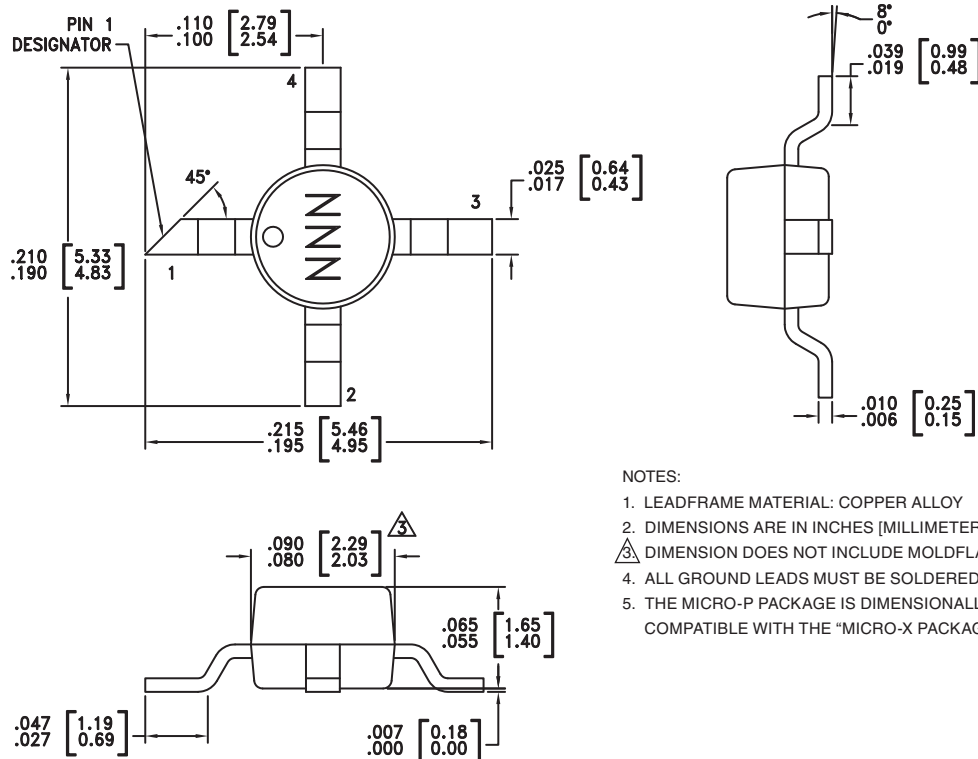 PIN 1
DESIGNATOR
.110 [2.79]
.100 [2.54]
4
8°
0°
.039 [0.99]
.019 [0.48]
45°
NNN
.025 [0.64]
.017 [0.43]
3
.210 [5.33]
.190 [4.83]
1
2
.215 [5.46]
.195 [4.95]
.010 [0.25]
.006 [0.15]
NOTES:
1. LEADFRAME MATERIAL: COPPER ALLOY
2. DIMENSIONS ARE IN INCHES [MILLIMETER
3. DIMENSION DOES NOT INCLUDE MOLDFLA
4. ALL GROUND LEADS MUST BE SOLDERED
5. THE MICRO-P PACKAGE IS DIMENSIONALL
COMPATIBLE WITH THE “MICRO-X PACKAG
3
.090 [2.29]
.080 [2.03]
.065 [1.65]
.055 [1.40]
.047 [1.19]
.027 [0.69]
.007 [0.18]
.000 [0.00]